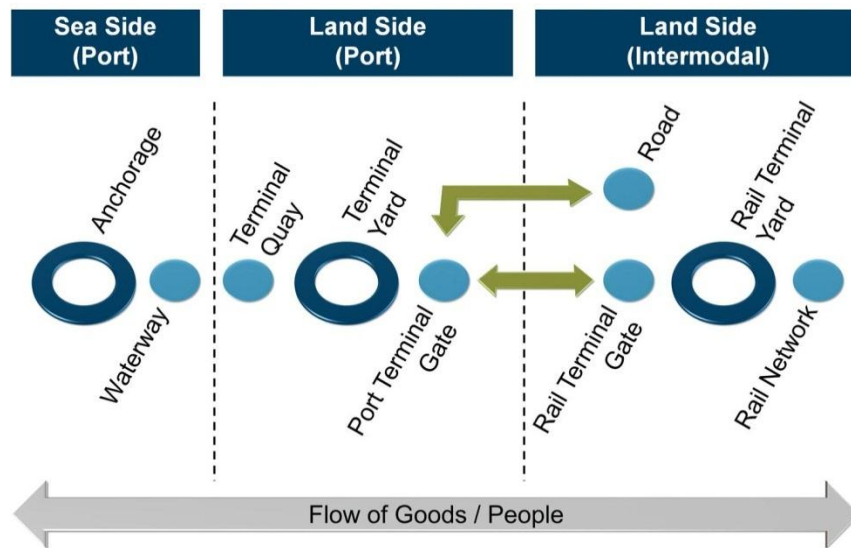 Sea Side
(Port)
Land Side
(Port)
Land Side
(Intermodal)
Anchorage
Waterway
Terminal
Quay
Terminal
Yard
Port Terminal
Gate
Road
Rail Terminal
Gate
Rail Terminal
Yard
Rail Network
Flow of Goods / People